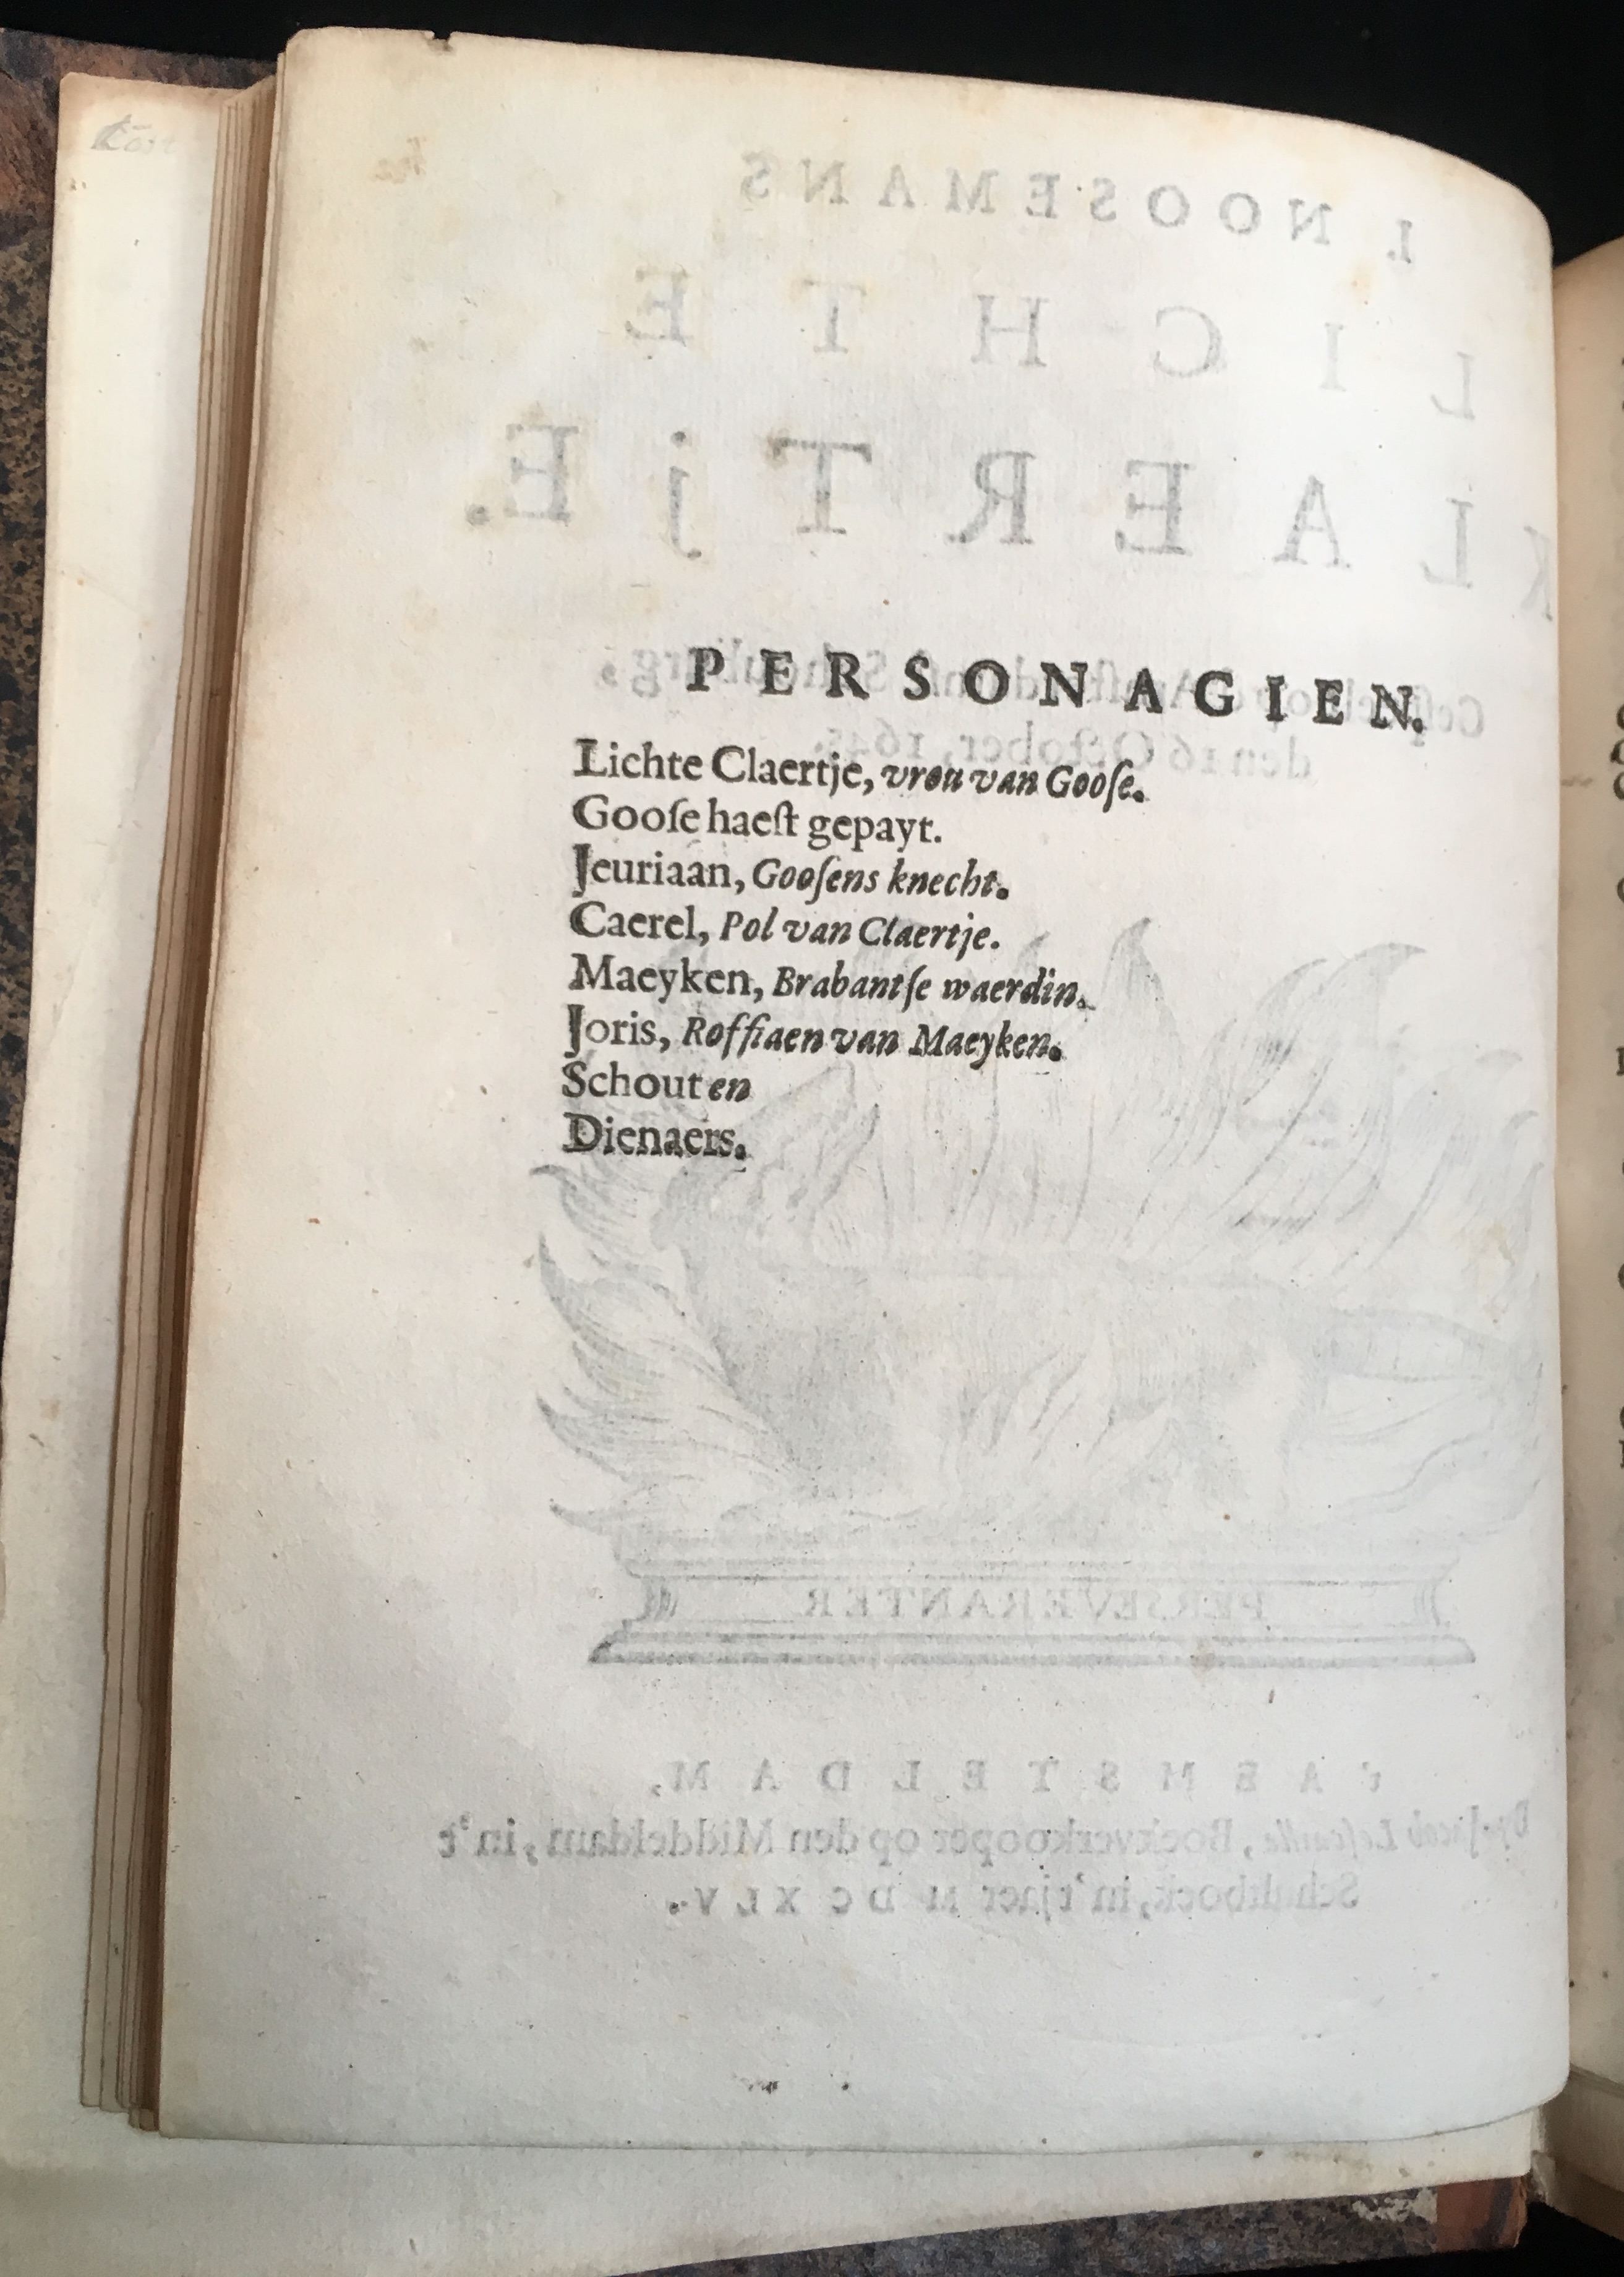 PERSONAGIEN.
Lichte Claertje, vrou van Gooſe.
Gooſe haeſt gepayt.
Jeuriaan, Gooſens knecht.
Caerel, Pol van Claertje.
Maeyken, Brabantſe waerdin.
Joris, Roffiaen van Maeyken.
Schout en
Dienaers.